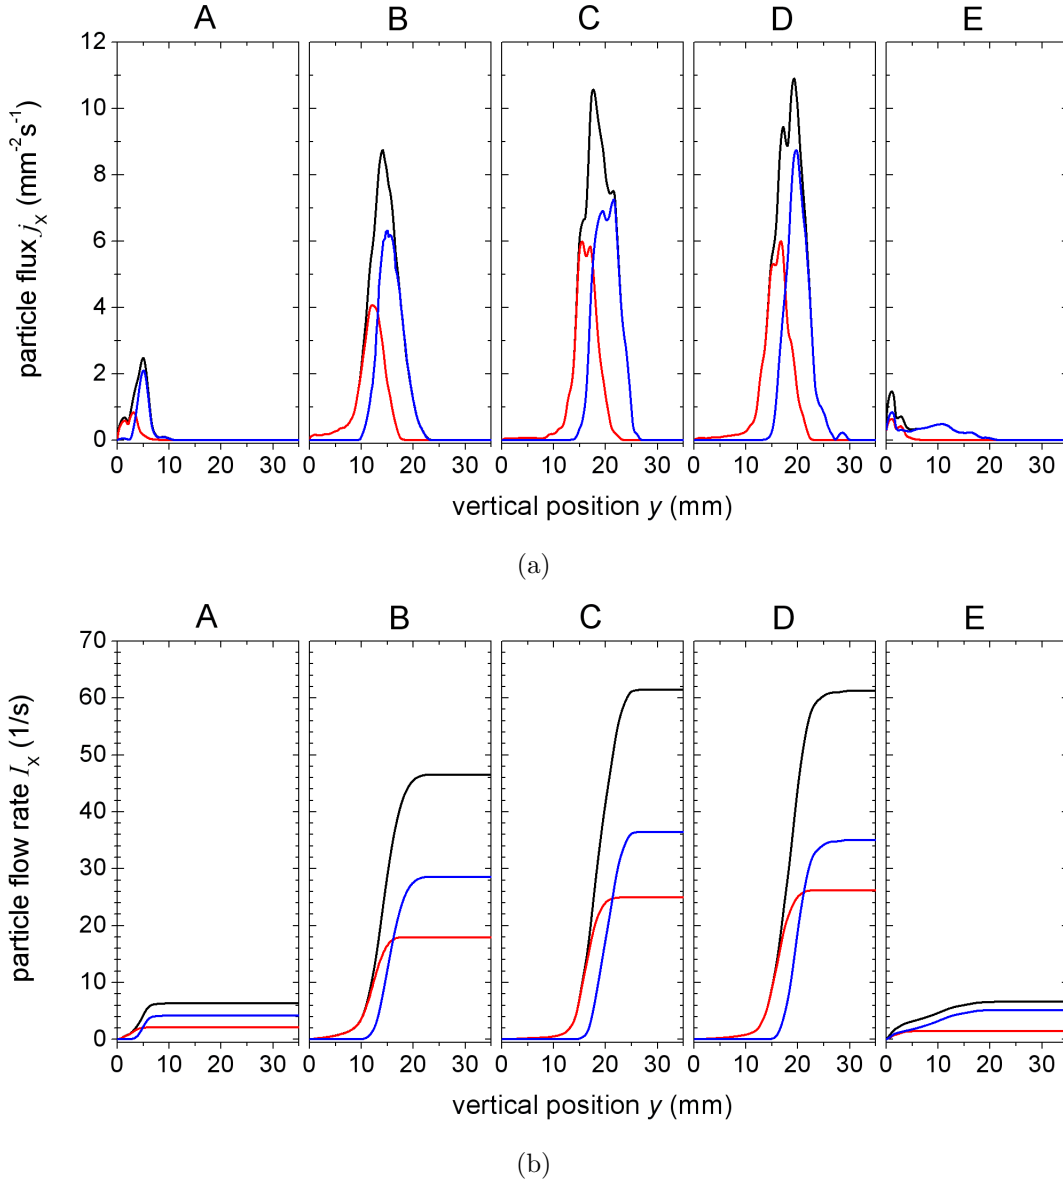 A B C D E
12
10
8
6
4
2
0
particle flux jₓ (mm⁻²s⁻¹)
0 10 20 30 0 10 20 30 0 10 20 30 0 10 20 30 0 10 20 30
vertical position y (mm)
(a)
A B C D E
70
60
50
40
30
20
10
0
particle flow rate Iₓ (1/s)
0 10 20 30 0 10 20 30 0 10 20 30 0 10 20 30 0 10 20 30
vertical position y (mm)
(b)